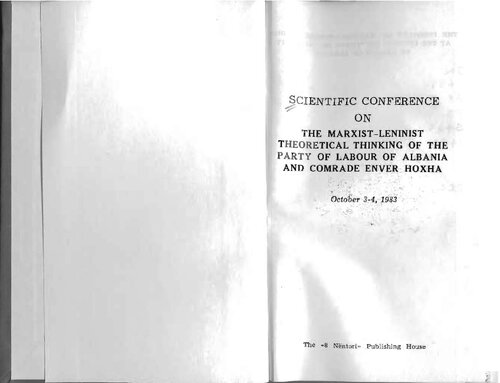 SCIENTIFIC CONFERENCE
ON
THE MARXIST-LENINIST
THEORETICAL THINKING OF THE
PARTY OF LABOUR OF ALBANIA
AND COMRADE ENVER HOXHA
October 3-4, 1983
The «8 Nëntori» Publishing House